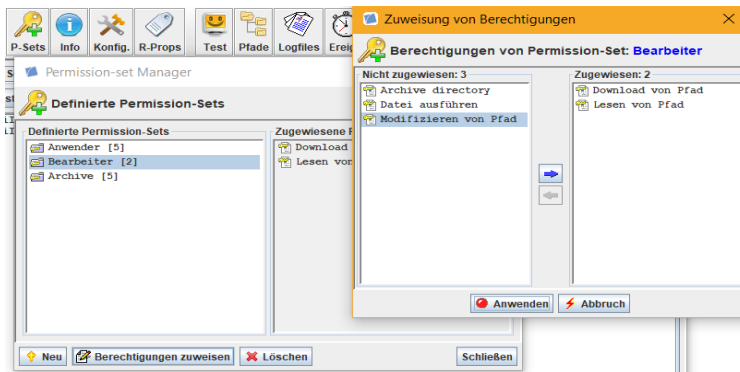 P-Sets Info Konfig. R-Props Test Pfade Logfiles
Permission-set Manager
Definierte Permission-Sets
Definierte Permission-Sets
Anwender [5]
Bearbeiter [2]
Archive [5]
Zugewiesene
Download
Lesen von
Neu Berechtigungen zuweisen Löschen Schließen
Zuweisung von Berechtigungen
Berechtigungen von Permission-Set: Bearbeiter
Nicht zugewiesen: 3
Archive directory
Datei ausführen
Modifizieren von Pfad
Zugewiesen: 2
Download von Pfad
Lesen von Pfad
Anwenden Abbruch